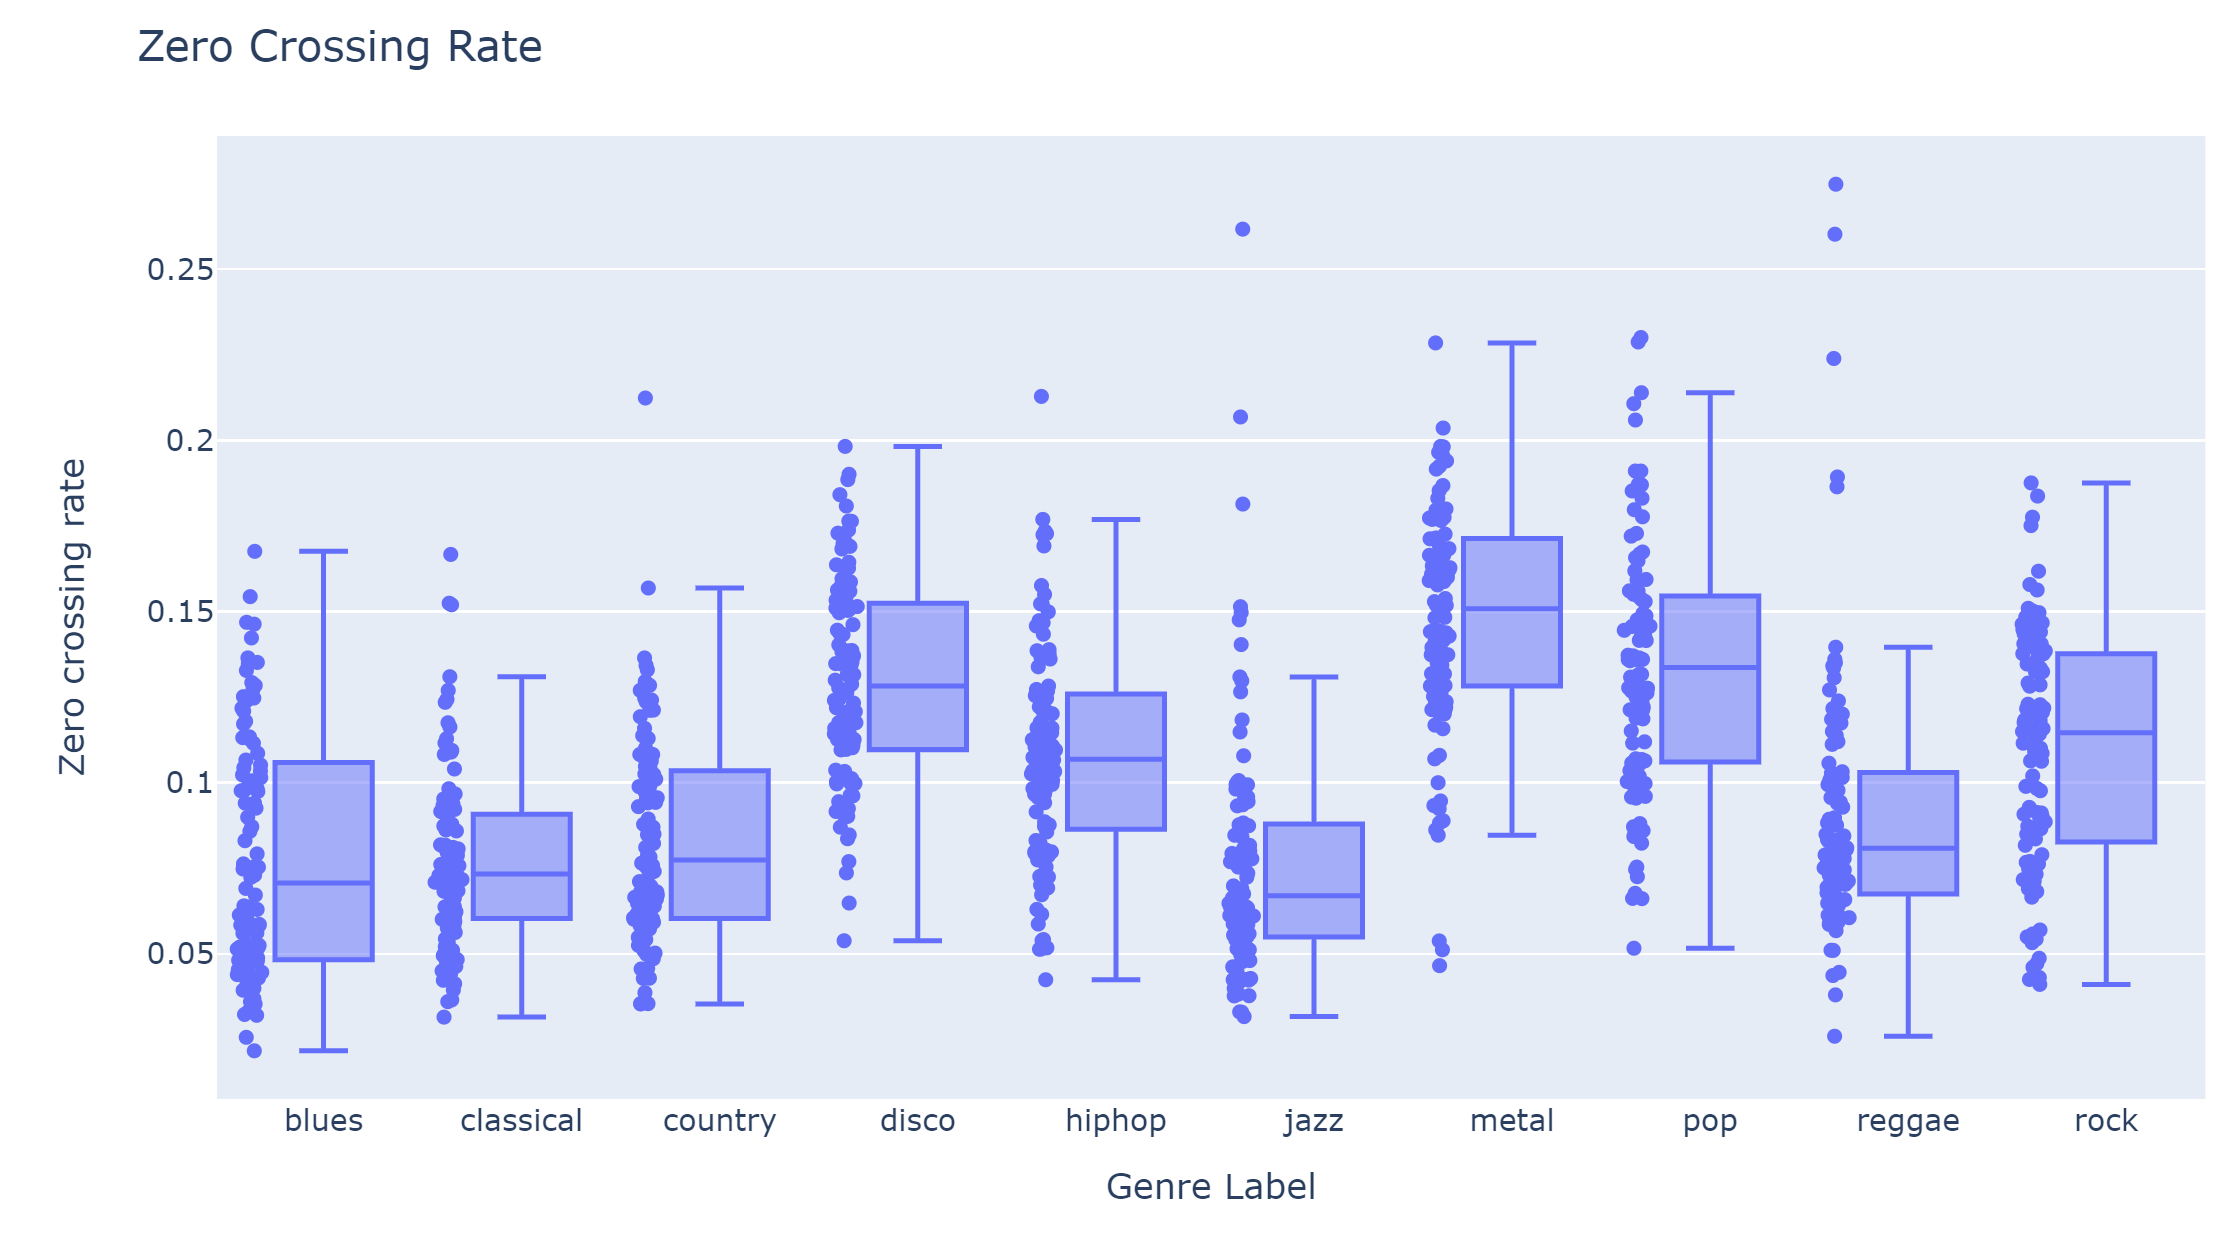 Zero Crossing Rate
Zero crossing rate
0.25
0.2
0.15
0.1
0.05
blues classical country disco hiphop jazz metal pop reggae rock
Genre Label